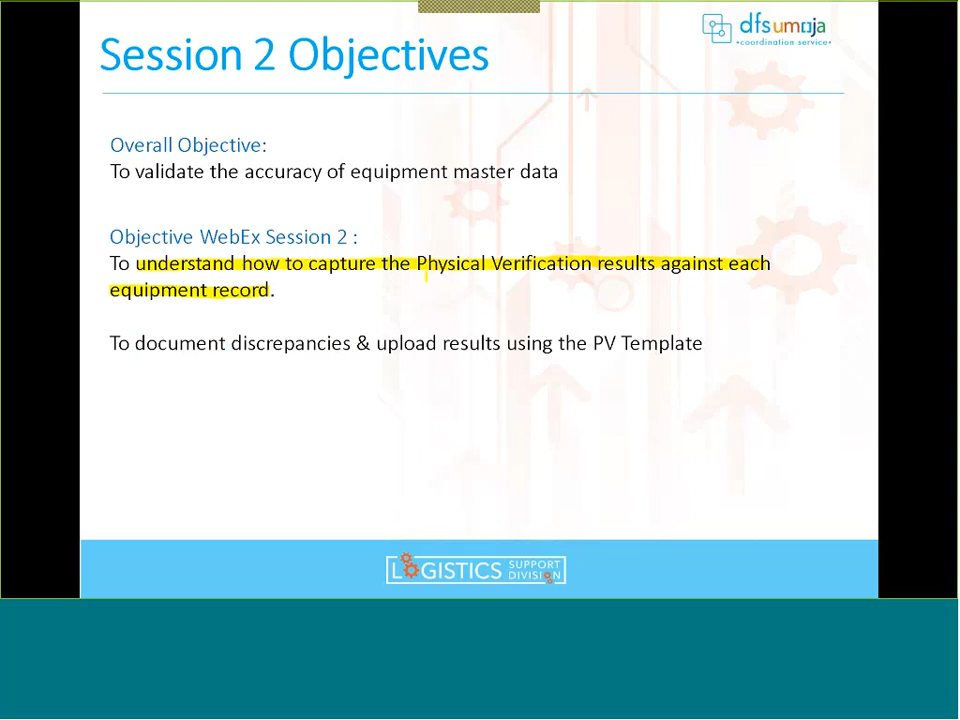 Session 2 Objectives
dfsumoja
•coordination service•
Overall Objective:
To validate the accuracy of equipment master data
Objective WebEx Session 2 :
To understand how to capture the Physical Verification results against each
equipment record.
To document discrepancies & upload results using the PV Template
LOGISTICS SUPPORT
DIVISION